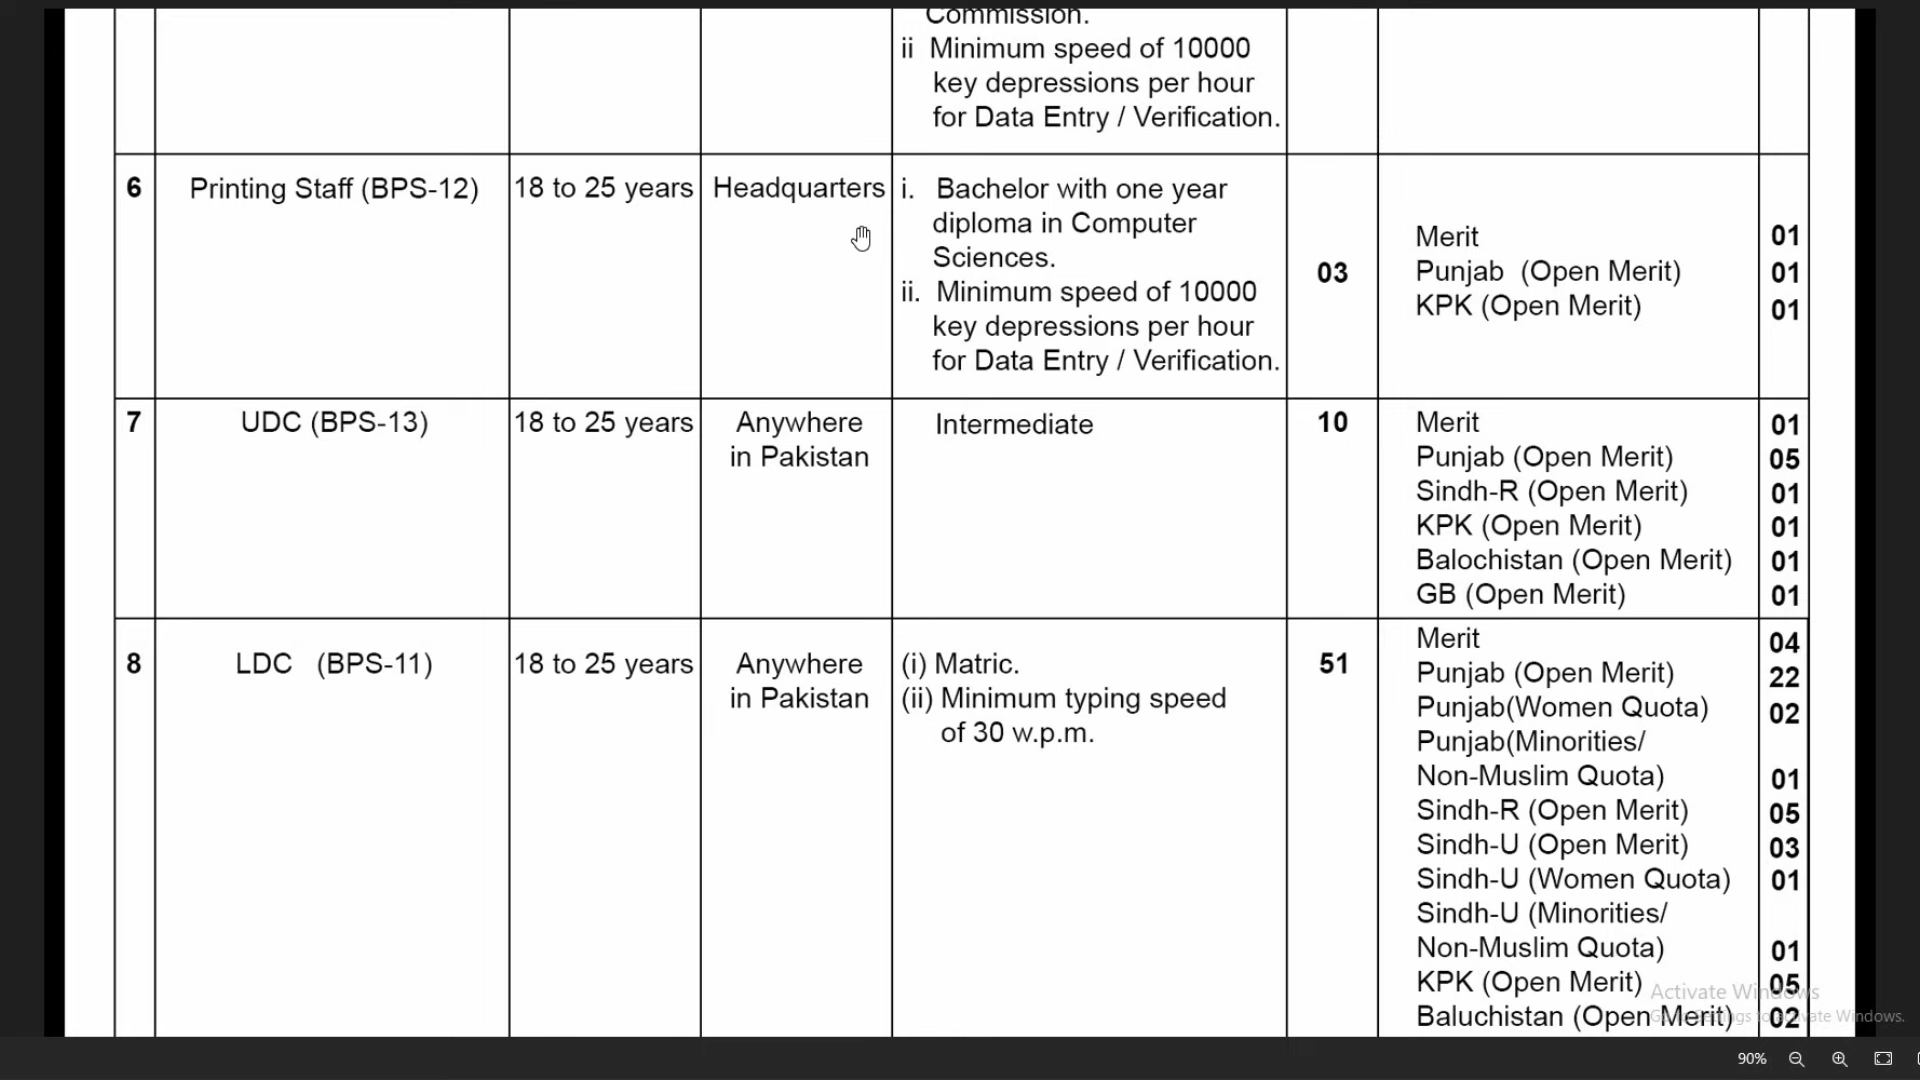 Commission.
ii Minimum speed of 10000
key depressions per hour
for Data Entry / Verification.
6 Printing Staff (BPS-12) 18 to 25 years Headquarters i. Bachelor with one year
diploma in Computer
Sciences.
ii. Minimum speed of 10000
key depressions per hour
for Data Entry / Verification.
03
Merit 01
Punjab (Open Merit) 01
KPK (Open Merit) 01
7 UDC (BPS-13) 18 to 25 years Anywhere
in Pakistan
Intermediate
10
Merit 01
Punjab (Open Merit) 05
Sindh-R (Open Merit) 01
KPK (Open Merit) 01
Balochistan (Open Merit) 01
GB (Open Merit) 01
8 LDC (BPS-11) 18 to 25 years Anywhere
in Pakistan
(i) Matric.
(ii) Minimum typing speed
of 30 w.p.m.
51
Merit 04
Punjab (Open Merit) 22
Punjab(Women Quota) 02
Punjab(Minorities/
Non-Muslim Quota) 01
Sindh-R (Open Merit) 05
Sindh-U (Open Merit) 03
Sindh-U (Women Quota) 01
Sindh-U (Minorities/
Non-Muslim Quota) 01
KPK (Open Merit) 05
Baluchistan (Open Merit) 02
Activate Windows
Go to Settings to activate Windows.
90%